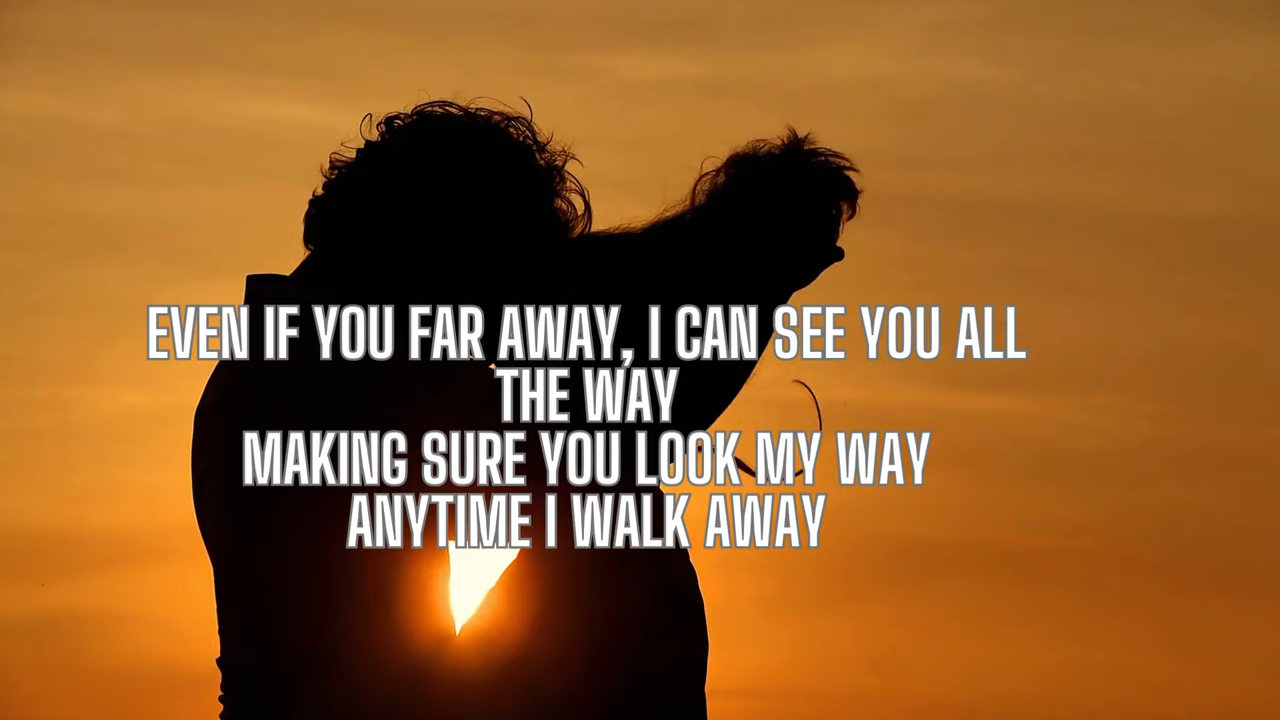 EVEN IF YOU FAR AWAY, I CAN SEE YOU ALL
THE WAY
MAKING SURE YOU LOOK MY WAY
ANYTIME I WALK AWAY